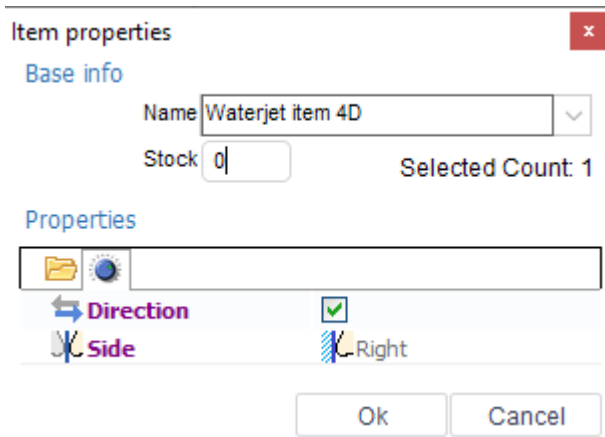 Item properties
x
Base info
Name Waterjet item 4D
Stock 0
Selected Count: 1
Properties
Direction
Side Right
Ok Cancel